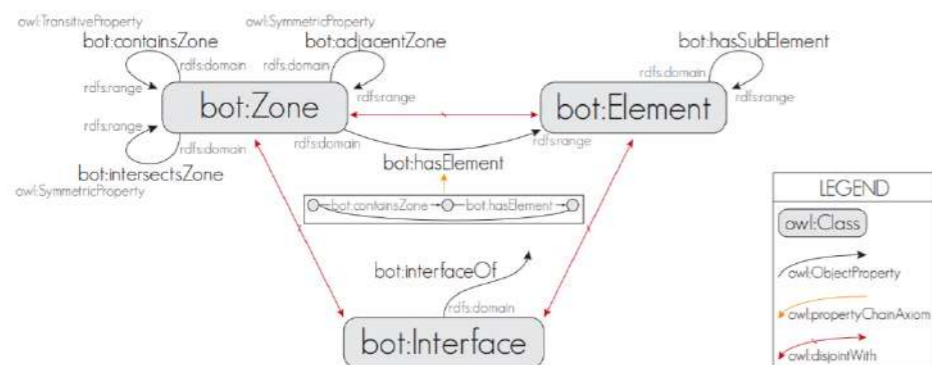 owl:TransitiveProperty
bot:containsZone
rdfs:domain
rdfs:range
owl:SymmetricProperty
bot:adjacentZone
rdfs:domain
rdfs:range
bot:hasSubElement
rdfs:domain
rdfs:range
bot:Zone
bot:Element
rdfs:range
rdfs:domain
bot:intersectsZone
owl:SymmetricProperty
rdfs:domain
rdfs:range
bot:hasElement
bot:containsZone
bot:hasElement
bot:interfaceOf
rdfs:domain
bot:Interface
LEGEND
owl:Class
owl:ObjectProperty
owl:propertyChainAxiom
owl:disjointWith